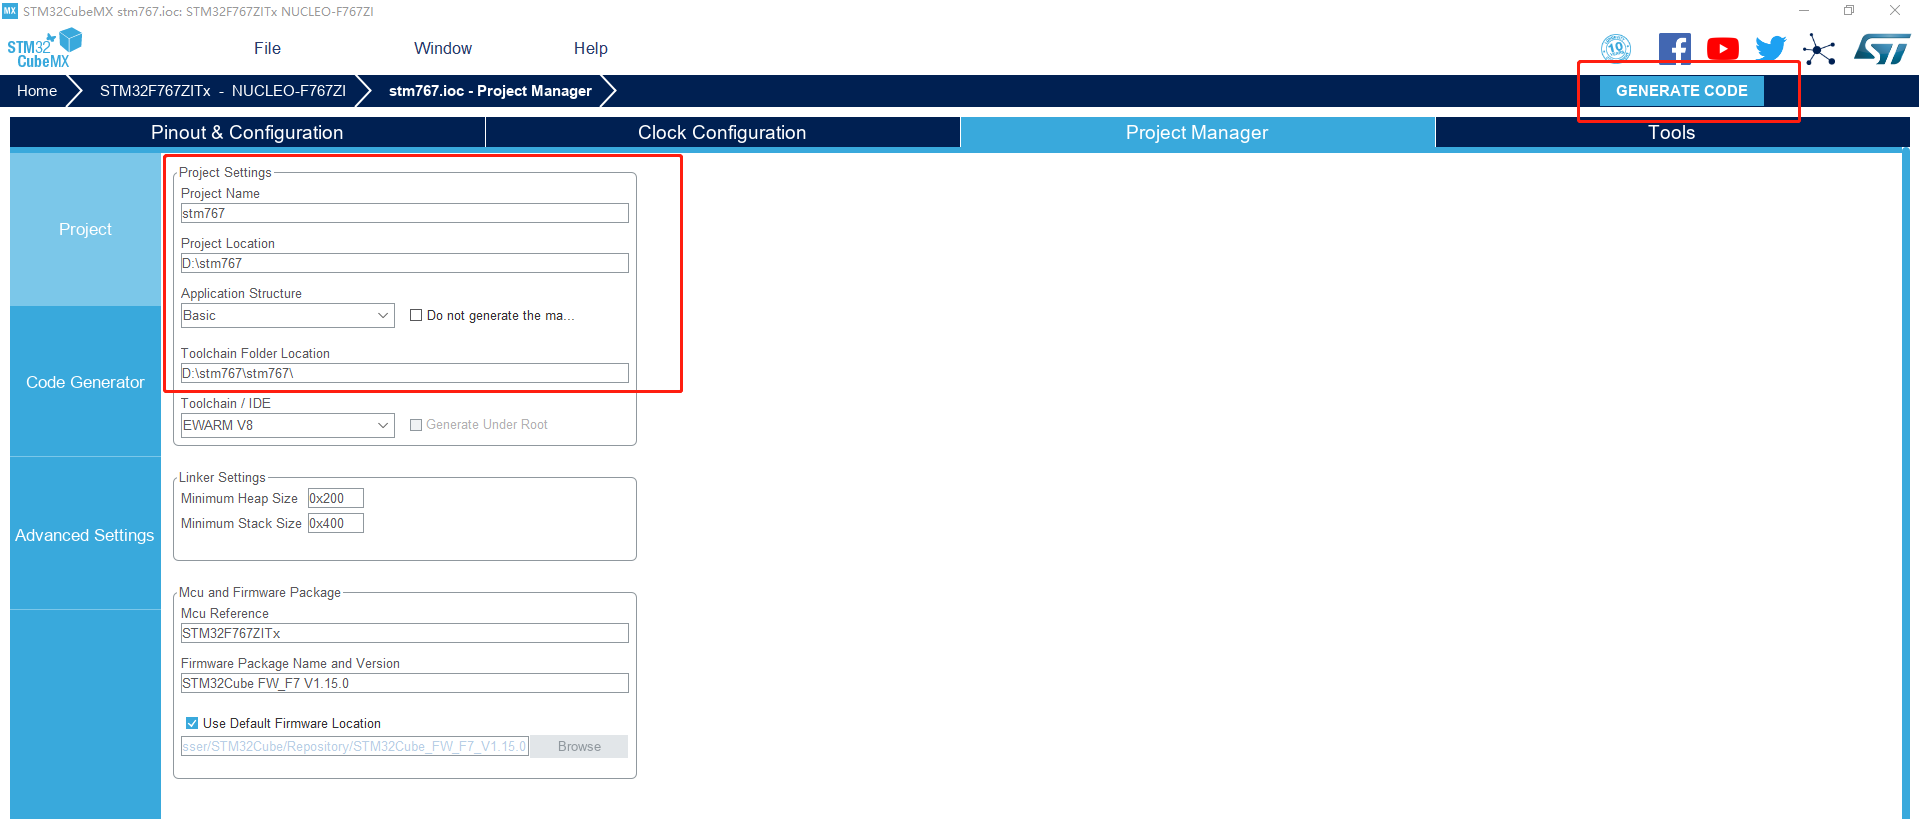 MX STM32CubeMX stm767.ioc: STM32F767ZITx NUCLEO-F767ZI
STM32
CubeMX
File Window Help
10
Home STM32F767ZITx - NUCLEO-F767ZI stm767.ioc - Project Manager GENERATE CODE
Pinout & Configuration Clock Configuration Project Manager Tools
Project
Code Generator
Advanced Settings
Project Settings
Project Name
stm767
Project Location
D:\stm767
Application Structure
Basic Do not generate the ma...
Toolchain Folder Location
D:\stm767\stm767\
Toolchain / IDE
EWARM V8 Generate Under Root
Linker Settings
Minimum Heap Size 0x200
Minimum Stack Size 0x400
Mcu and Firmware Package
Mcu Reference
STM32F767ZITx
Firmware Package Name and Version
STM32Cube FW_F7 V1.15.0
Use Default Firmware Location
sser/STM32Cube/Repository/STM32Cube_FW_F7_V1.15.0 Browse